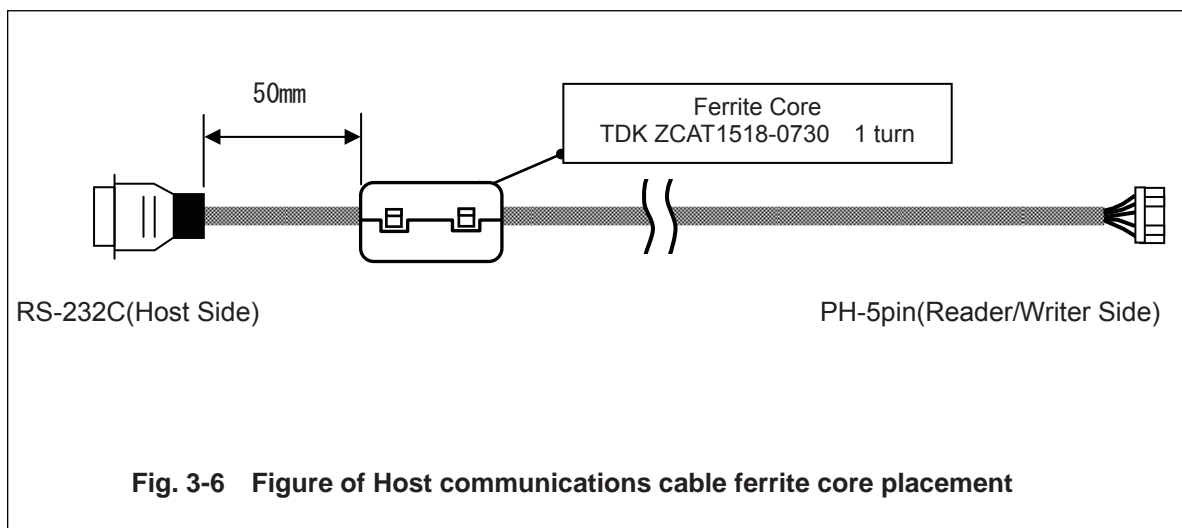 50mm
Ferrite Core
TDK ZCAT1518-0730 1 turn
RS-232C(Host Side)
PH-5pin(Reader/Writer Side)
Fig. 3-6 Figure of Host communications cable ferrite core placement